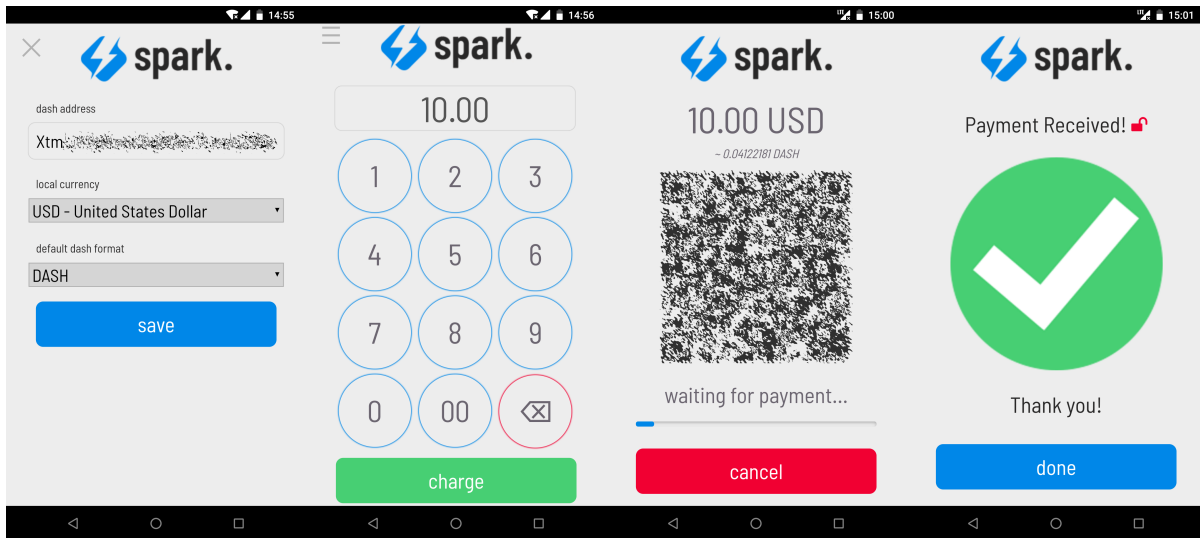 14:55
spark.
dash address
Xtm
local currency
USD - United States Dollar
default dash format
DASH
save
14:56
spark.
10.00
1 2 3
4 5 6
7 8 9
0 00
charge
LTE 15:00
spark.
10.00 USD
~ 0.04122181 DASH
waiting for payment...
cancel
LTE 15:01
spark.
Payment Received!
Thank you!
done